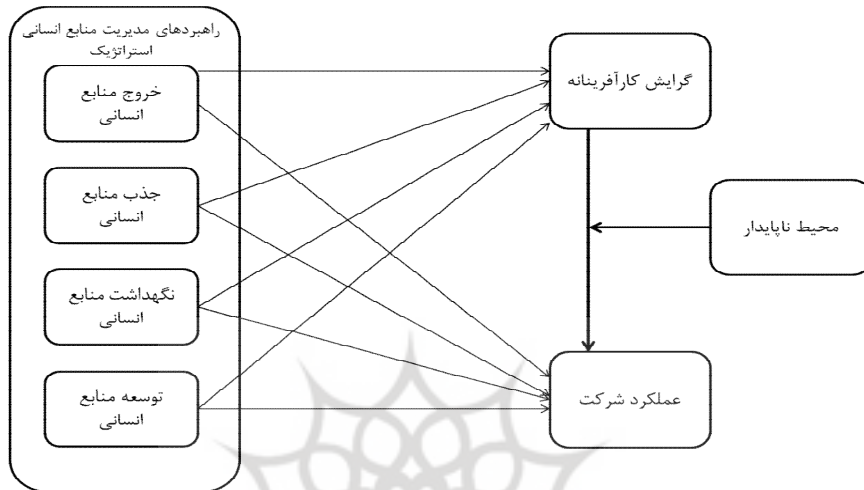 راهبردهای مدیریت منابع انسانی
استراتژیک
خروج منابع
انسانی
جذب منابع
انسانی
نگهداشت منابع
انسانی
توسعه منابع
انسانی
گرایش کارآفرینانه
محیط ناپایدار
عملکرد شرکت